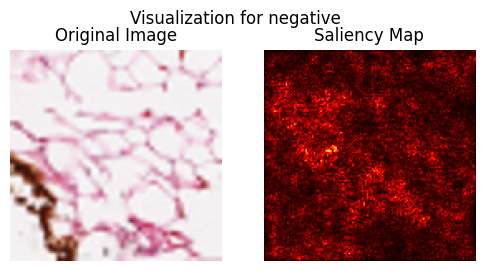 Visualization for negative
Original Image
Saliency Map